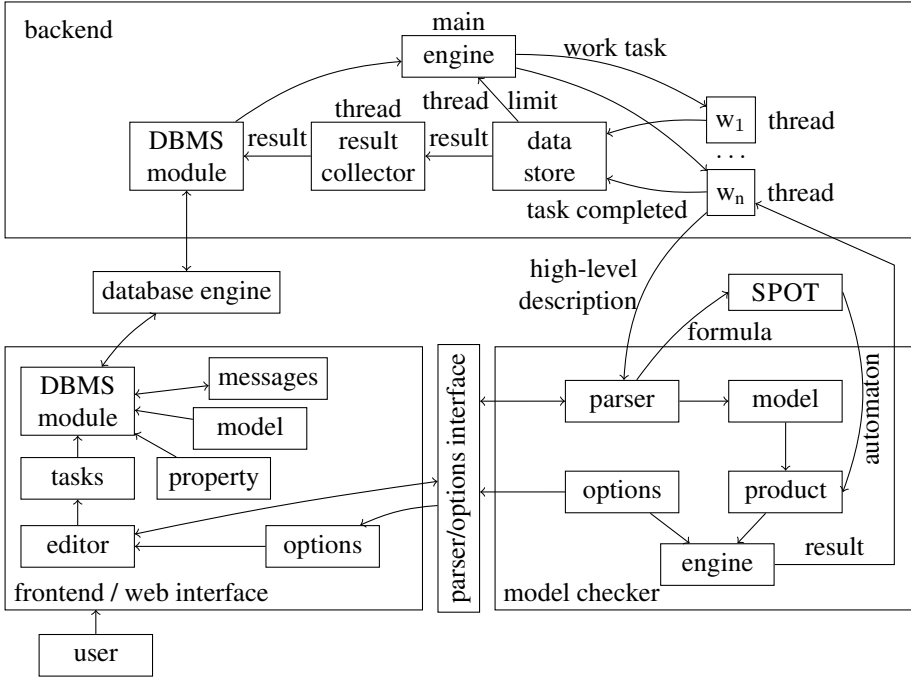 backend
main
engine
work task
thread
thread
limit
DBMS
module
result
result
collector
result
data
store
w1
thread
...
wn
thread
task completed
database engine
high-level
description
SPOT
formula
automaton
DBMS
module
messages
model
tasks
property
editor
options
frontend / web interface
user
parser/options interface
parser
model
options
product
engine
result
model checker